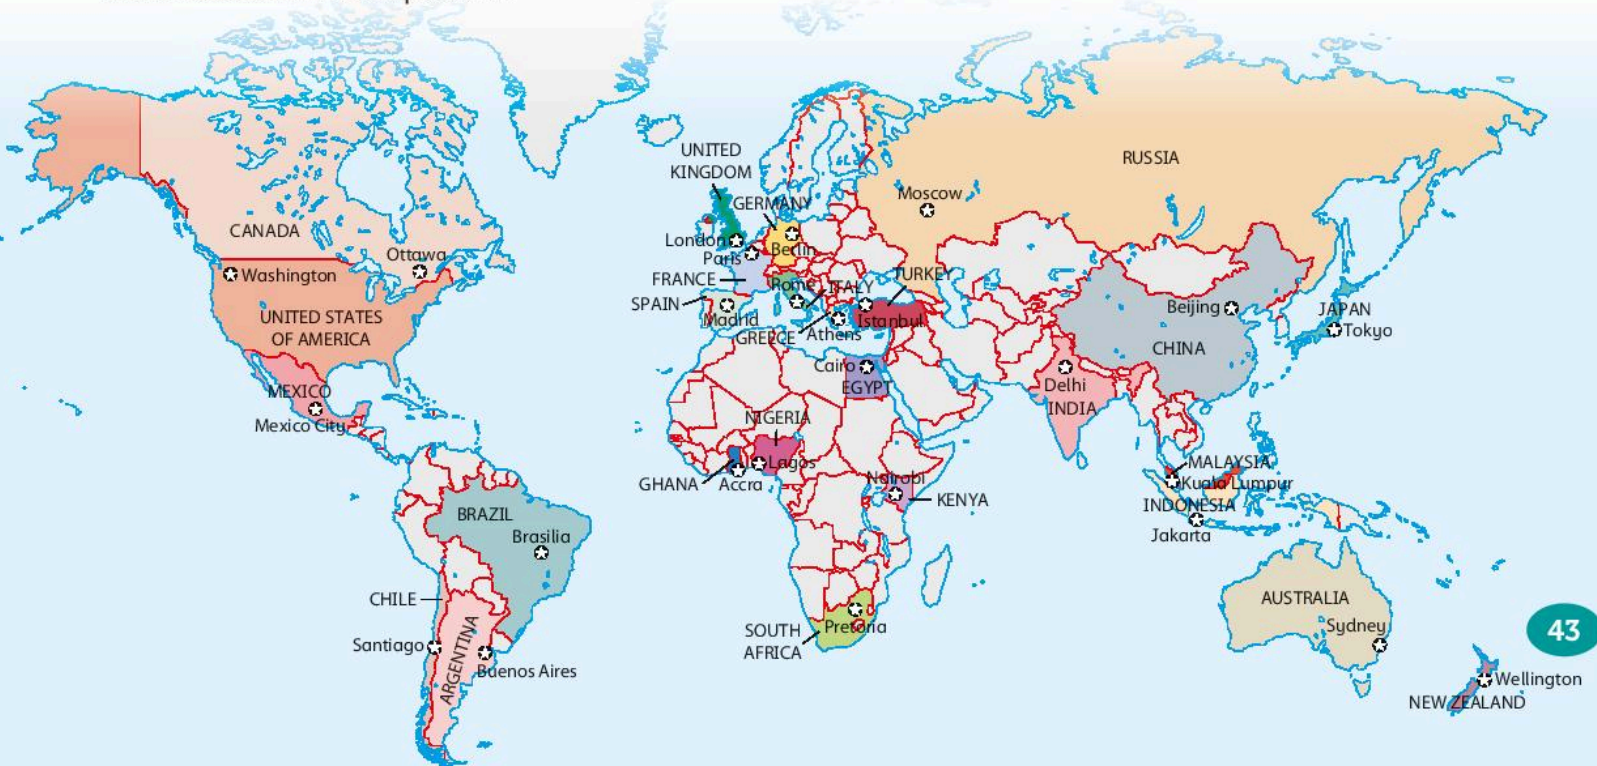 UNITED
KINGDOM
RUSSIA
Moscow
GERMANY
CANADA
London
Berlin
Ottawa
Paris
Washington
FRANCE
Rome
ITALY
TURKEY
SPAIN
Madrid
Istanbul
Beijing
JAPAN
UNITED STATES
OF AMERICA
GREECE
Athens
Tokyo
CHINA
Cairo
EGYPT
Delhi
MEXICO
INDIA
Mexico City
NIGERIA
Lagos
MALAYSIA
GHANA
Accra
Nairobi
Kuala Lumpur
KENYA
INDONESIA
BRAZIL
Brasilia
Jakarta
CHILE
AUSTRALIA
SOUTH
AFRICA
Pretoria
Sydney
43
Santiago
ARGENTINA
Buenos Aires
Wellington
NEW ZEALAND